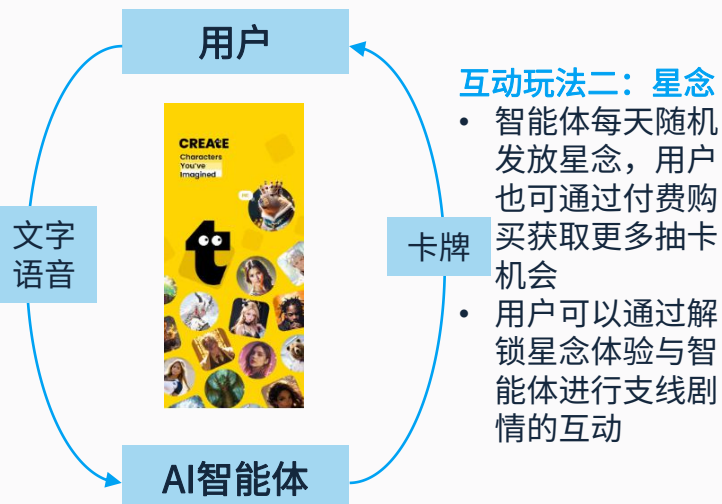 用户
互动玩法二：星念
• 智能体每天随机
发放星念，用户
也可通过付费购
买获取更多抽卡
机会
• 用户可以通过解
锁星念体验与智
能体进行支线剧
情的互动
文字
语音
CREAtE
Characters
You've
Imagined
t
卡牌
AI智能体